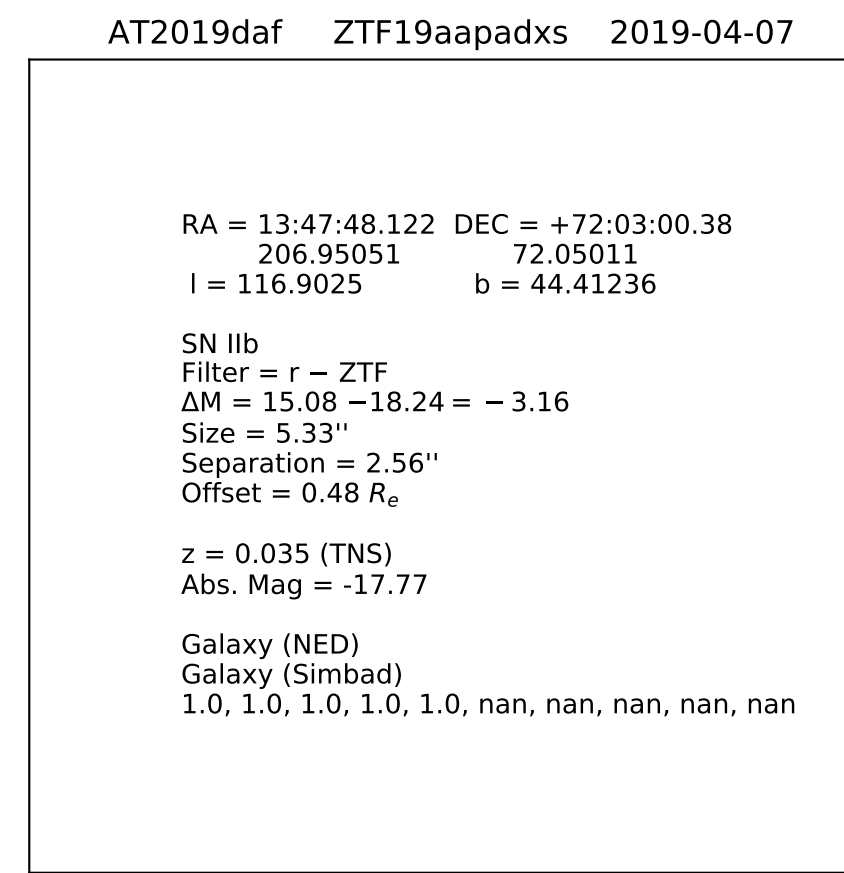 AT2019daf ZTF19aapadxs 2019-04-07
RA = 13:47:48.122 DEC = +72:03:00.38
206.95051 72.05011
l = 116.9025 b = 44.41236
SN IIb
Filter = r − ZTF
ΔM = 15.08 −18.24 = − 3.16
Size = 5.33''
Separation = 2.56''
Offset = 0.48 Rₑ
z = 0.035 (TNS)
Abs. Mag = -17.77
Galaxy (NED)
Galaxy (Simbad)
1.0, 1.0, 1.0, 1.0, 1.0, nan, nan, nan, nan, nan